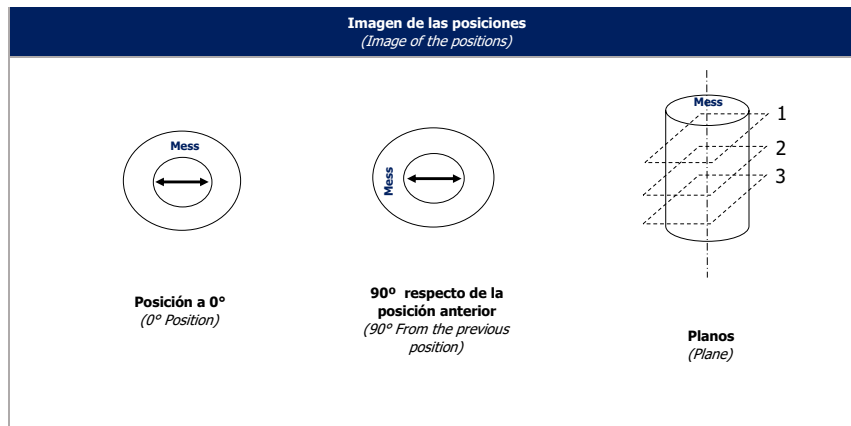 Imagen de las posiciones
(Image of the positions)
Mess
Mess
Mess
1
2
3
Posición a 0°
(0° Position)
90º respecto de la
posición anterior
(90° From the previous
position)
Planos
(Plane)